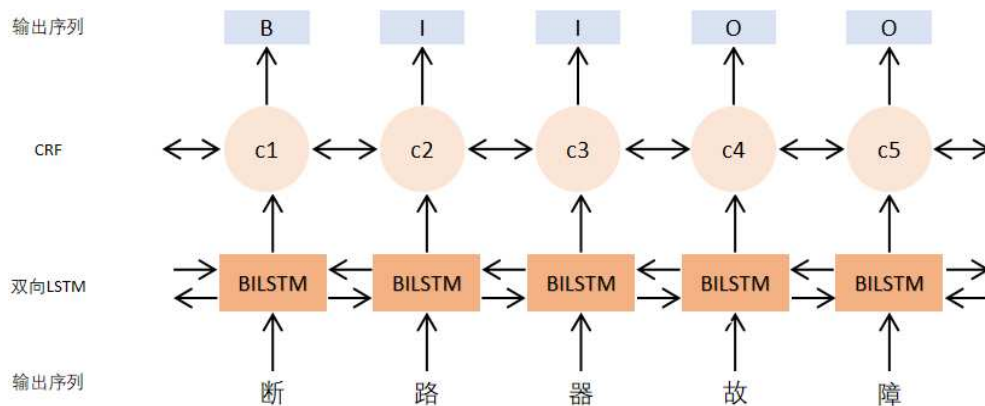 输出序列 B I I O O
CRF c1 c2 c3 c4 c5
双向LSTM BILSTM BILSTM BILSTM BILSTM BILSTM
输出序列 断 路 器 故 障